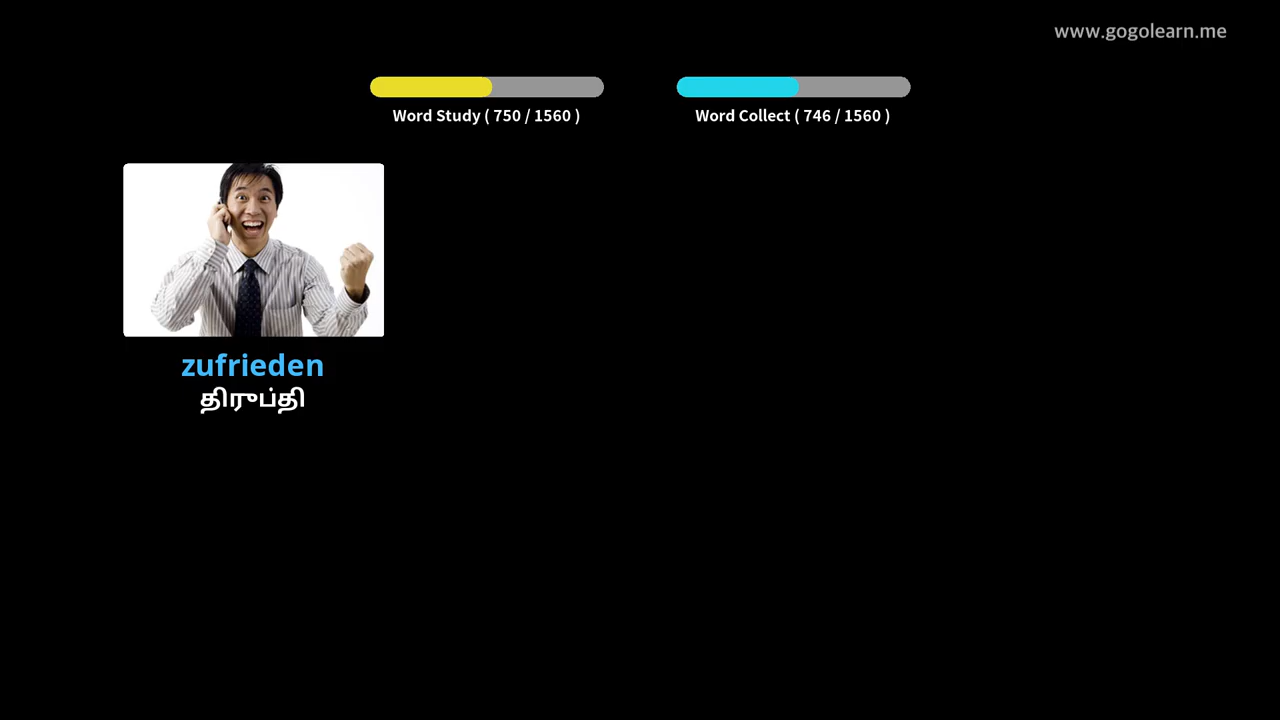 www.gogolearn.me
Word Study ( 750 / 1560 )
Word Collect ( 746 / 1560 )
zufrieden
திருப்தி